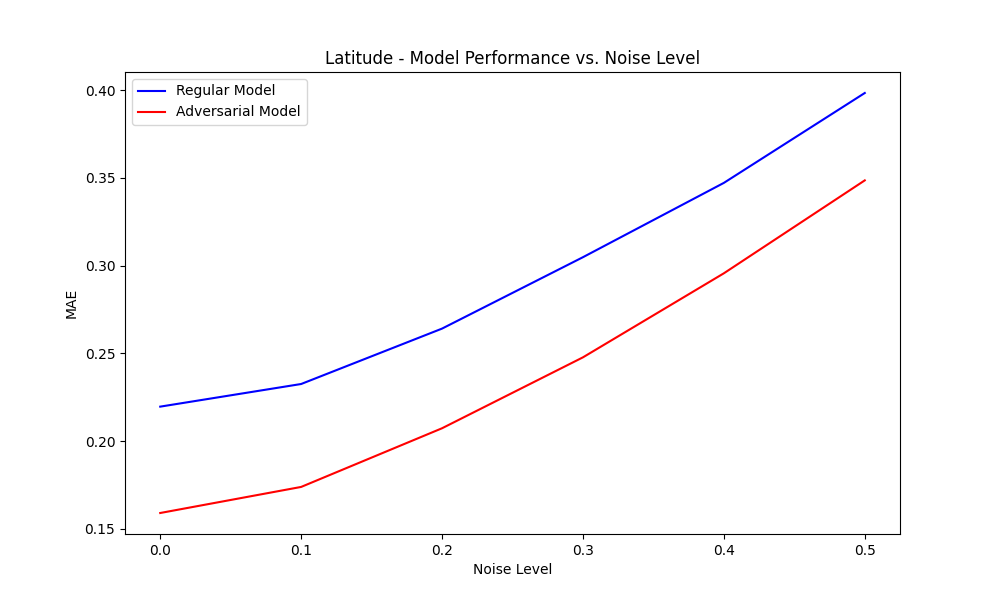 Latitude - Model Performance vs. Noise Level
Regular Model
Adversarial Model
MAE
0.40
0.35
0.30
0.25
0.20
0.15
0.0 0.1 0.2 0.3 0.4 0.5
Noise Level